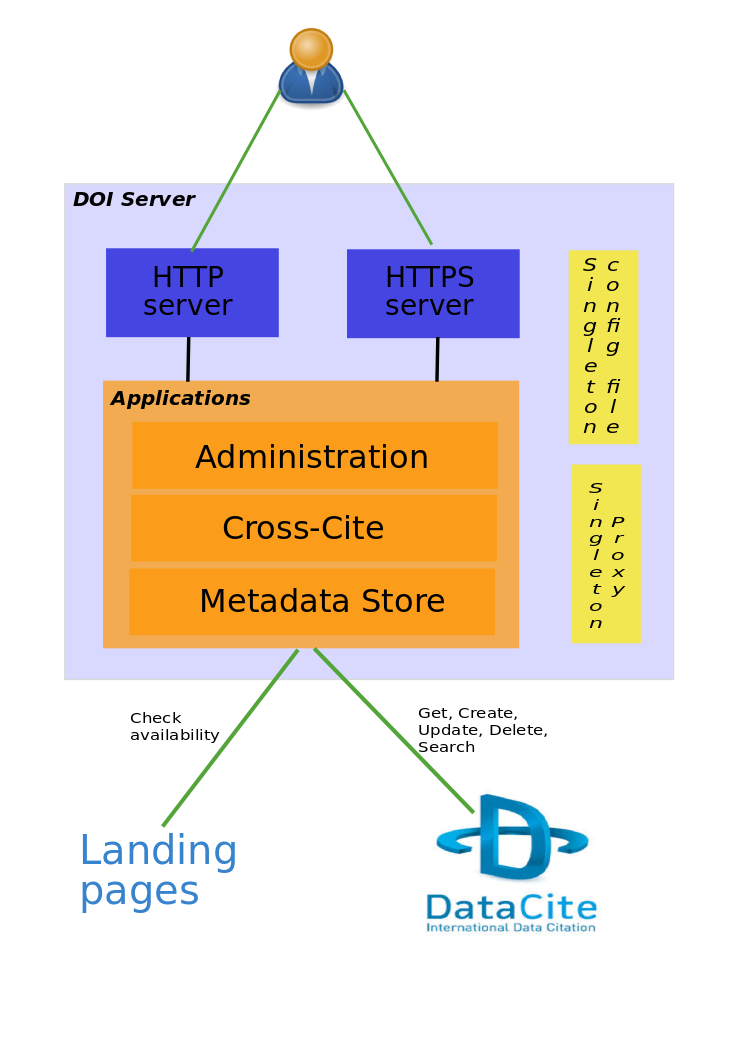 DOI Server
HTTP
server
HTTPS
server
Singleton
config file
Applications
Administration
Cross-Cite
Metadata Store
Singleton
Proxy
Check
availability
Get, Create,
Update, Delete,
Search
Landing
pages
DataCite
International Data Citation